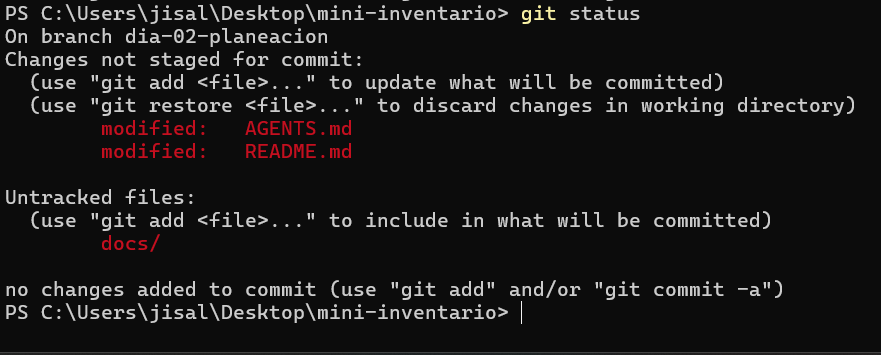 PS C:\Users\jisal\Desktop\mini-inventario> git status
On branch dia-02-planeacion
Changes not staged for commit:
  (use "git add <file>..." to update what will be committed)
  (use "git restore <file>..." to discard changes in working directory)
        modified:   AGENTS.md
        modified:   README.md

Untracked files:
  (use "git add <file>..." to include in what will be committed)
        docs/

no changes added to commit (use "git add" and/or "git commit -a")
PS C:\Users\jisal\Desktop\mini-inventario>